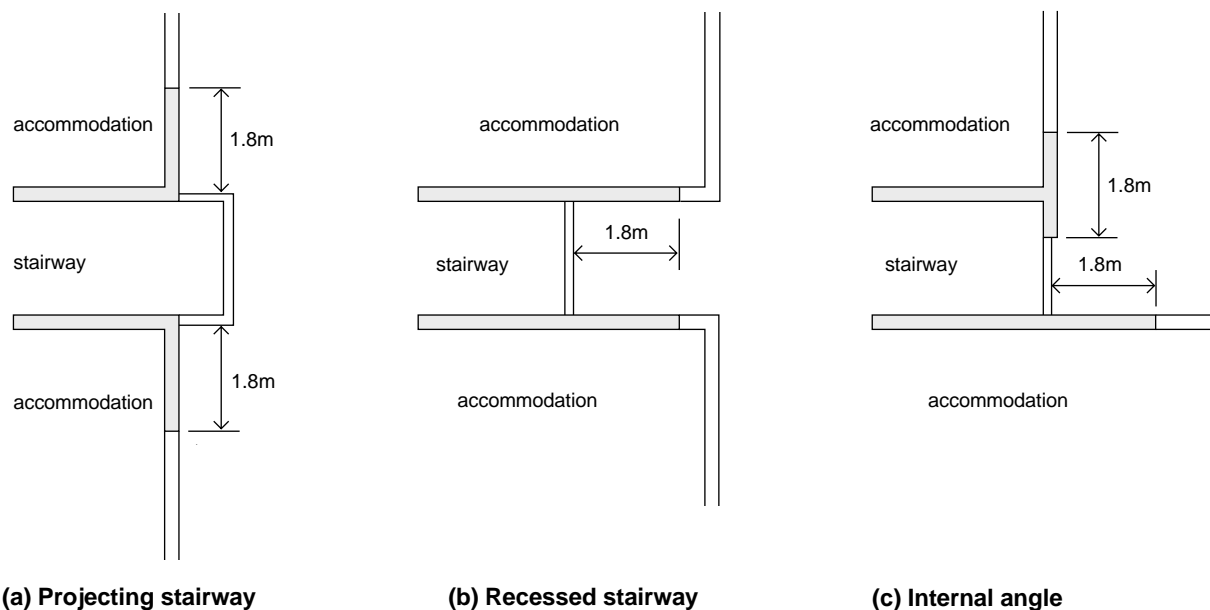 accommodation
1.8m
stairway
1.8m
accommodation
(a) Projecting stairway
accommodation
1.8m
stairway
accommodation
(b) Recessed stairway
accommodation
1.8m
stairway
1.8m
accommodation
(c) Internal angle